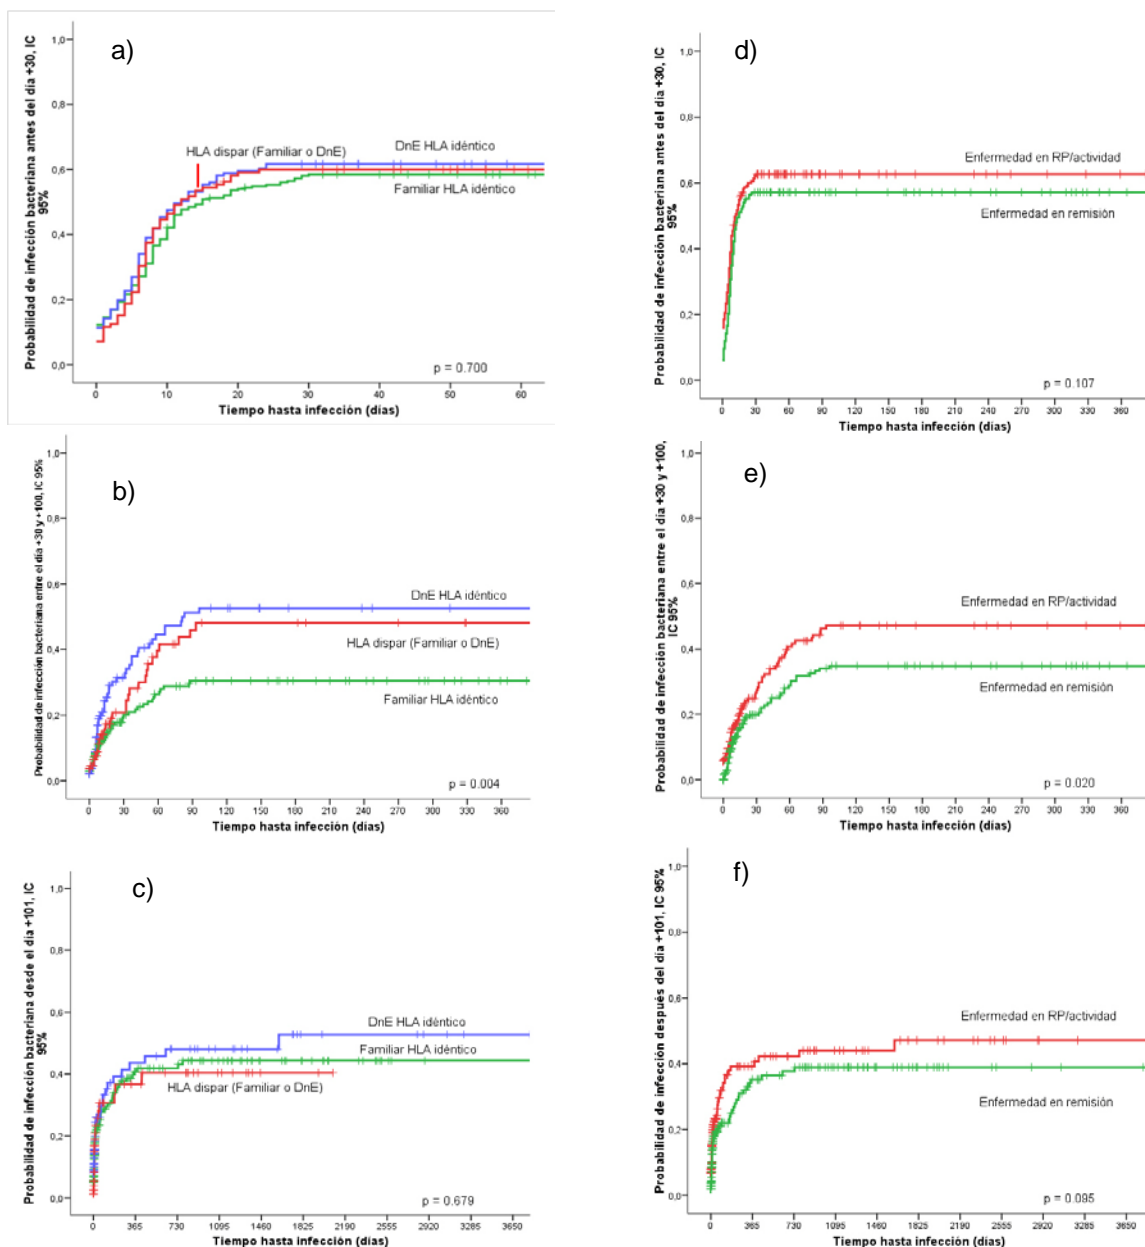 a)
Probabilidad de infección bacteriana antes del día +30, IC
95%
1,0
0,8
0,6
0,4
0,2
0,0
HLA dispar (Familiar o DnE)
DnE HLA idéntico
Familiar HLA idéntico
p = 0.700
0 10 20 30 40 50 60
Tiempo hasta infección (días)
d)
Probabilidad de infección bacteriana antes del día +30, IC
95%
1,0
0,8
0,6
0,4
0,2
0,0
Enfermedad en RP/actividad
Enfermedad en remisión
p = 0.107
0 30 60 90 120 150 180 210 240 270 300 330 360
Tiempo hasta infección (días)
b)
Probabilidad de infección bacteriana entre el día +30 y +100, IC 95%
1,0
0,8
0,6
0,4
0,2
0,0
DnE HLA idéntico
HLA dispar (Familiar o DnE)
Familiar HLA idéntico
p = 0.004
0 30 60 90 120 150 180 210 240 270 300 330 360
Tiempo hasta infección (días)
e)
Probabilidad de infección bacteriana entre el día +30 y +100,
IC 95%
1,0
0,8
0,6
0,4
0,2
0,0
Enfermedad en RP/actividad
Enfermedad en remisión
p = 0.020
0 30 60 90 120 150 180 210 240 270 300 330 360
Tiempo hasta infección (días)
c)
Probabilidad de infección bacteriana desde el día +101, IC
95%
1,0
0,8
0,6
0,4
0,2
0,0
DnE HLA idéntico
Familiar HLA idéntico
HLA dispar (Familiar o DnE)
p = 0.679
0 365 730 1095 1460 1825 2190 2555 2920 3285 3650
Tiempo hasta infección (días)
f)
Probabilidad de infección después del día +101, IC 95%
1,0
0,8
0,6
0,4
0,2
0,0
Enfermedad en RP/actividad
Enfermedad en remisión
p = 0.095
0 365 730 1095 1460 1825 2190 2555 2920 3285 3650
Tiempo hasta infección (días)